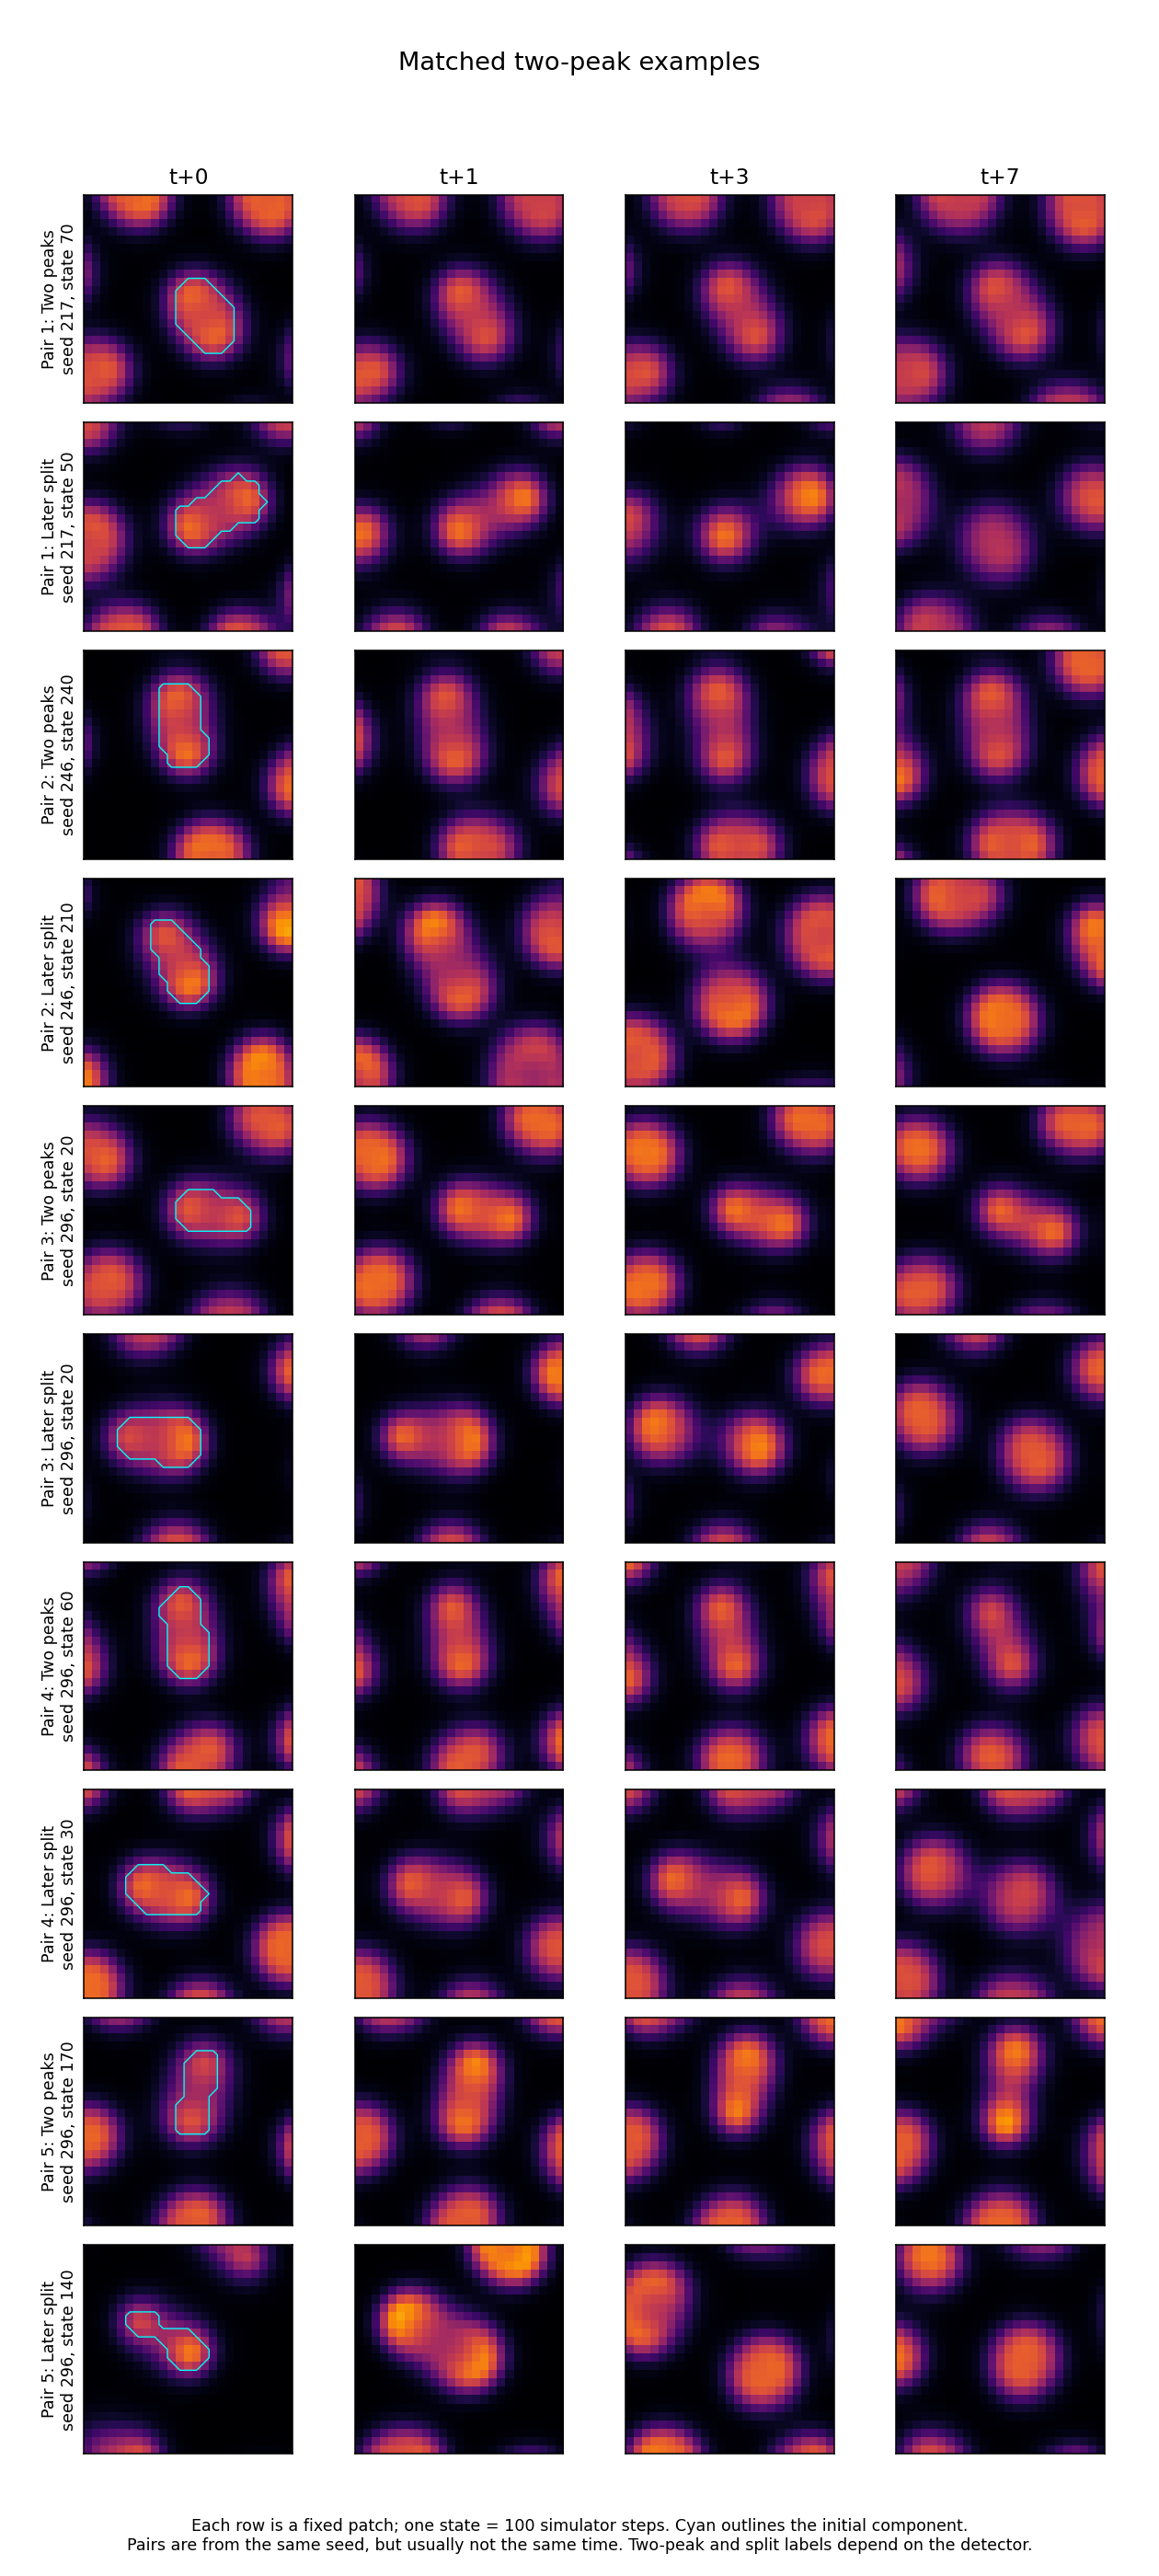 Matched two-peak examples
t+0
t+1
t+3
t+7
Pair 1: Two peaks
seed 217, state 70
Pair 1: Later split
seed 217, state 50
Pair 2: Two peaks
seed 246, state 240
Pair 2: Later split
seed 246, state 210
Pair 3: Two peaks
seed 296, state 20
Pair 3: Later split
seed 296, state 20
Pair 4: Two peaks
seed 296, state 60
Pair 4: Later split
seed 296, state 30
Pair 5: Two peaks
seed 296, state 170
Pair 5: Later split
seed 296, state 140
Each row is a fixed patch; one state = 100 simulator steps. Cyan outlines the initial component.
Pairs are from the same seed, but usually not the same time. Two-peak and split labels depend on the detector.